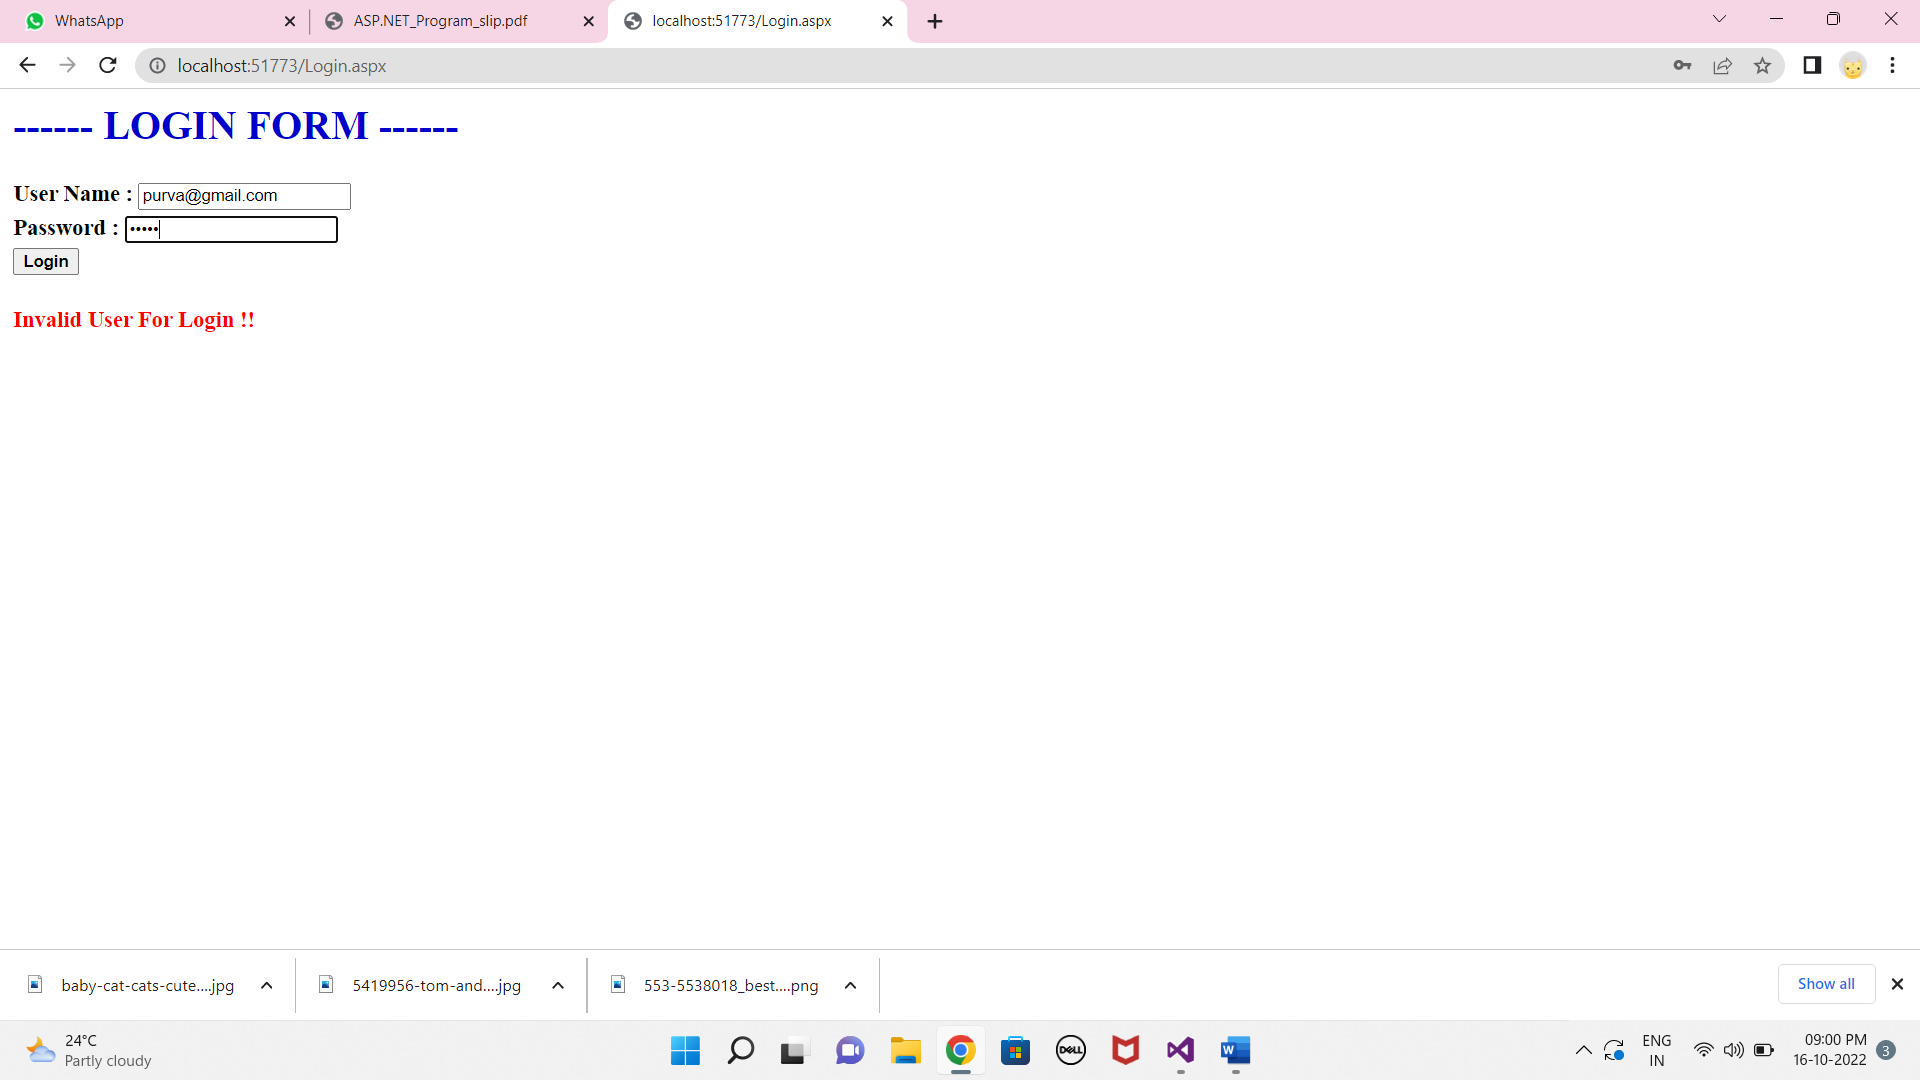 WhatsApp
ASP.NET_Program_slip.pdf
localhost:51773/Login.aspx
localhost:51773/Login.aspx
------ LOGIN FORM ------
User Name : purva@gmail.com
Password : •••••
Login
Invalid User For Login !!
baby-cat-cats-cute....jpg
5419956-tom-and....jpg
553-5538018_best....png
Show all
24°C
Partly cloudy
DELL
W
ENG
IN
09:00 PM
16-10-2022
3